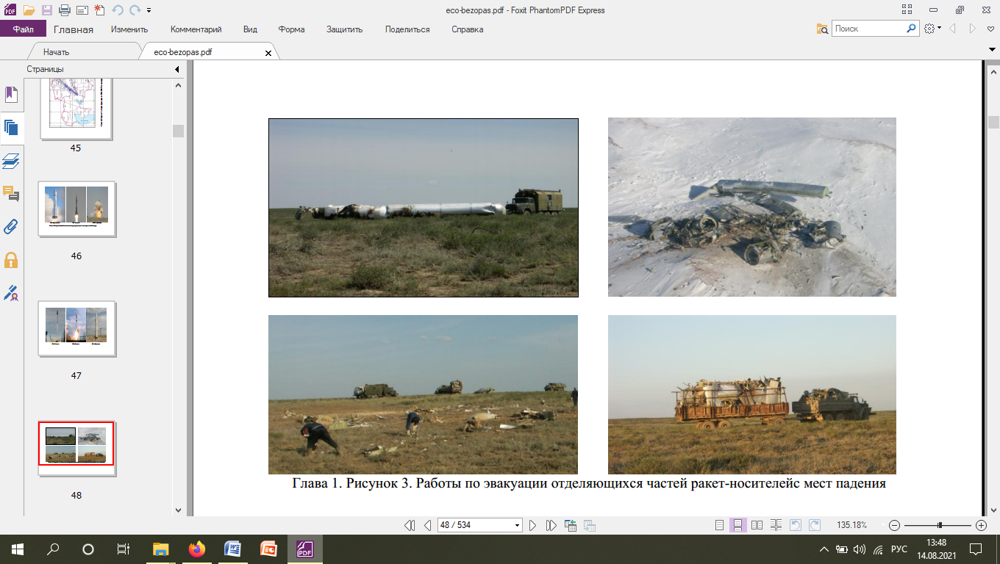 eco-bezopas.pdf - Foxit PhantomPDF Express
Файл Главная Изменить Комментарий Вид Форма Защитить Поделиться Справка Поиск
Начать eco-bezopas.pdf
Страницы
45
46
47
48
Глава 1. Рисунок 3. Работы по эвакуации отделяющихся частей ракет-носителейс мест падения
48 / 534 135.18%
РУС 13:48
14.08.2021